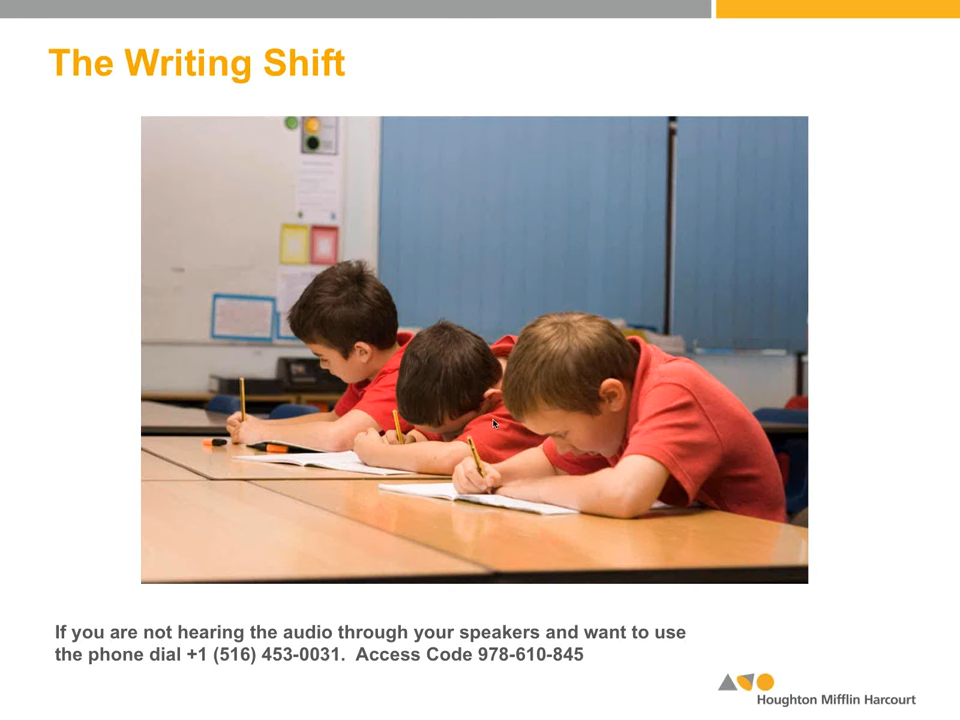 The Writing Shift
If you are not hearing the audio through your speakers and want to use
the phone dial +1 (516) 453-0031.  Access Code 978-610-845
Houghton Mifflin Harcourt